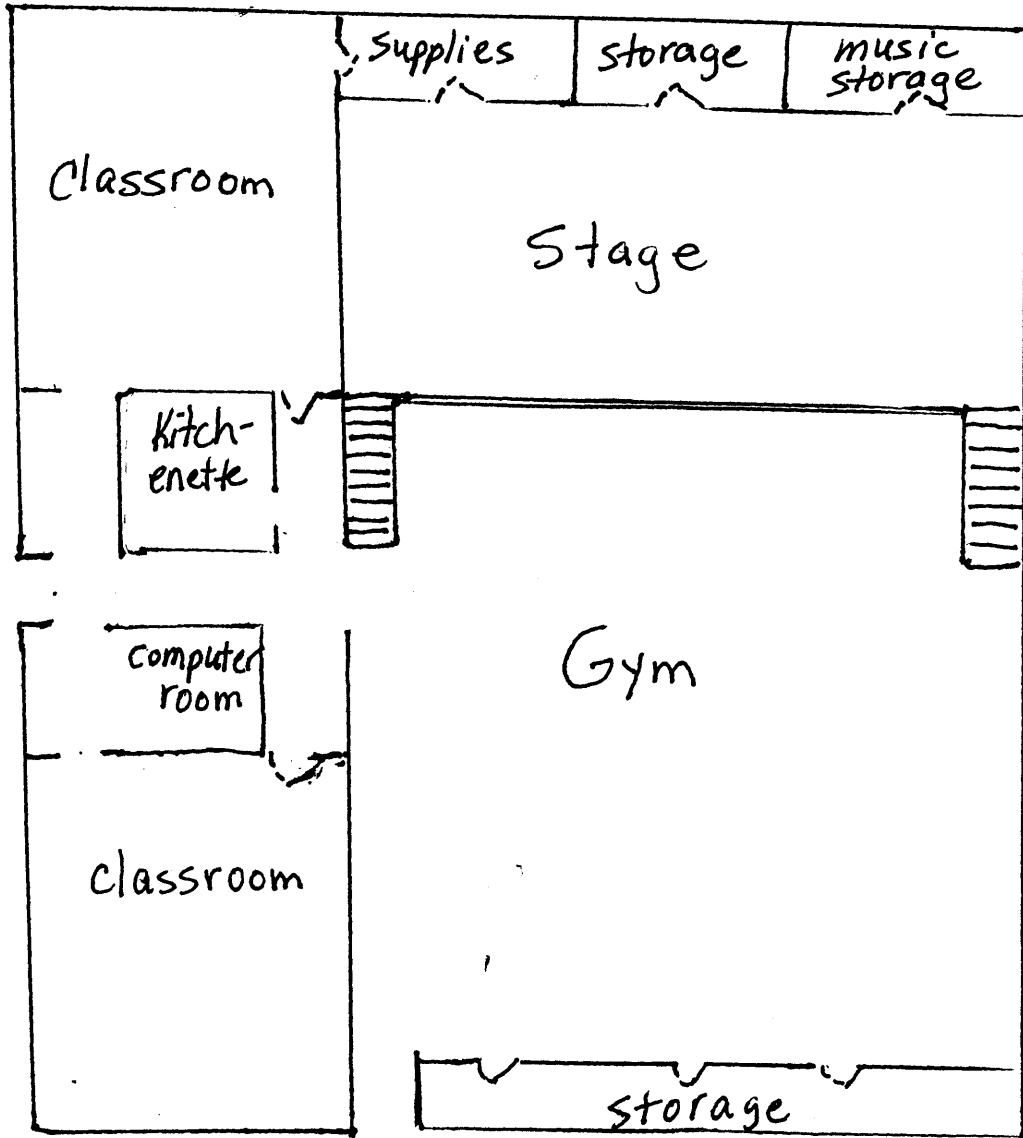 Supplies
storage
music
storage
Classroom
Stage
Kitch-
enette
Gym
computer
room
classroom
storage